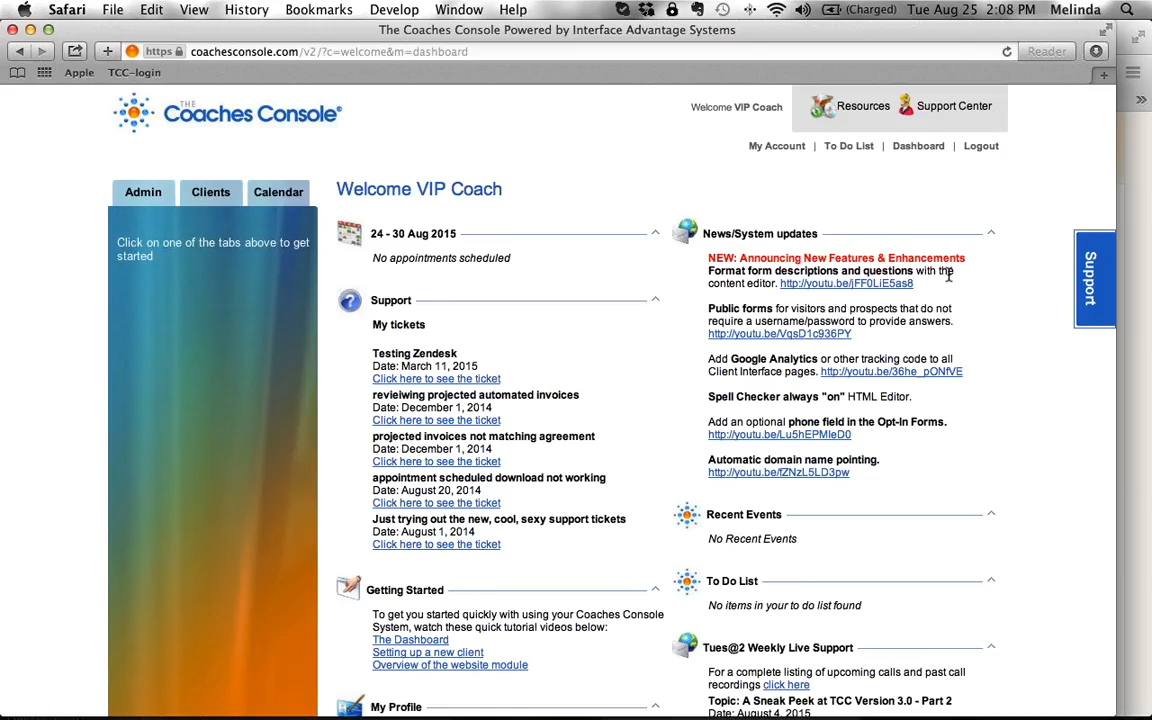 Safari File Edit View History Bookmarks Develop Window Help (Charged) Tue Aug 25 2:08 PM Melinda
The Coaches Console Powered by Interface Advantage Systems
https coachesconsole.com/v2/?c=welcome&m=dashboard Reader
Apple TCC-login
THE Coaches Console®
Welcome VIP Coach Resources Support Center
My Account | To Do List | Dashboard | Logout
Admin Clients Calendar
Click on one of the tabs above to get
started
Welcome VIP Coach
24 - 30 Aug 2015
No appointments scheduled
Support
My tickets
Testing Zendesk
Date: March 11, 2015
Click here to see the ticket
revieiwing projected automated invoices
Date: December 1, 2014
Click here to see the ticket
projected invoices not matching agreement
Date: December 1, 2014
Click here to see the ticket
appointment scheduled download not working
Date: August 20, 2014
Click here to see the ticket
Just trying out the new, cool, sexy support tickets
Date: August 1, 2014
Click here to see the ticket
Getting Started
To get you started quickly with using your Coaches Console
System, watch these quick tutorial videos below:
The Dashboard
Setting up a new client
Overview of the website module
My Profile
News/System updates
NEW: Announcing New Features & Enhancements
Format form descriptions and questions with the
content editor. http://youtu.be/jFF0LiE5as8
Public forms for visitors and prospects that do not
require a username/password to provide answers.
http://youtu.be/VqsD1c936PY
Add Google Analytics or other tracking code to all
Client Interface pages. http://youtu.be/36he_pONfVE
Spell Checker always "on" HTML Editor.
Add an optional phone field in the Opt-In Forms.
http://youtu.be/Lu5hEPMIeD0
Automatic domain name pointing.
http://youtu.be/fZNzL5LD3pw
Recent Events
No Recent Events
To Do List
No items in your to do list found
Tues@2 Weekly Live Support
For a complete listing of upcoming calls and past call
recordings click here
Topic: A Sneak Peek at TCC Version 3.0 - Part 2
Date: August 4, 2015
Support